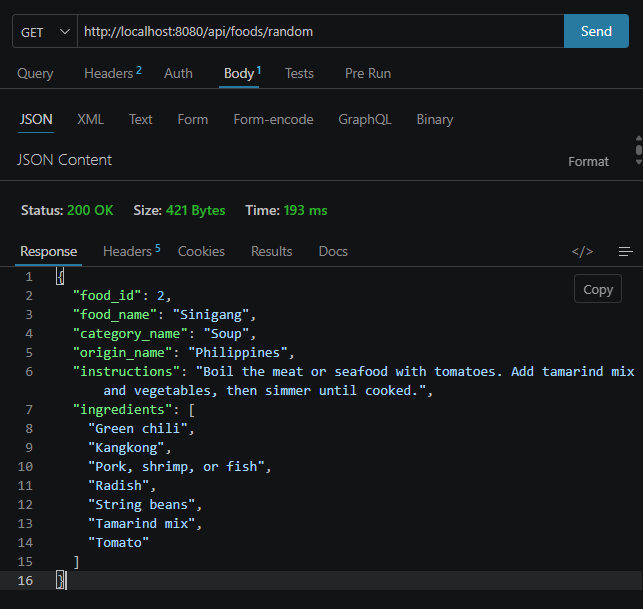 GET http://localhost:8080/api/foods/random Send
Query Headers 2 Auth Body 1 Tests Pre Run
JSON XML Text Form Form-encode GraphQL Binary
JSON Content Format
Status: 200 OK Size: 421 Bytes Time: 193 ms
Response Headers 5 Cookies Results Docs </>
Copy
1 {
2 "food_id": 2,
3 "food_name": "Sinigang",
4 "category_name": "Soup",
5 "origin_name": "Philippines",
6 "instructions": "Boil the meat or seafood with tomatoes. Add tamarind mix
and vegetables, then simmer until cooked.",
7 "ingredients": [
8 "Green chili",
9 "Kangkong",
10 "Pork, shrimp, or fish",
11 "Radish",
12 "String beans",
13 "Tamarind mix",
14 "Tomato"
15 ]
16 }